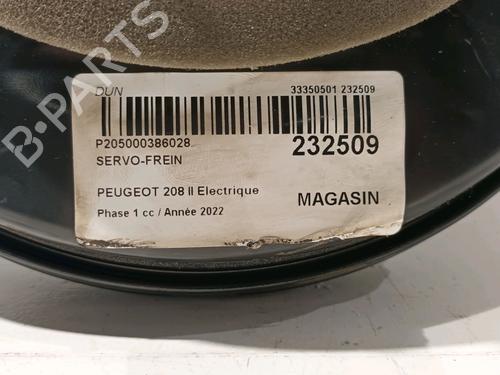 DUN 33350501 232509
P205000386028
SERVO-FREIN
232509
PEUGEOT 208 II Electrique
MAGASIN
Phase 1 cc / Année 2022
B-PARTS